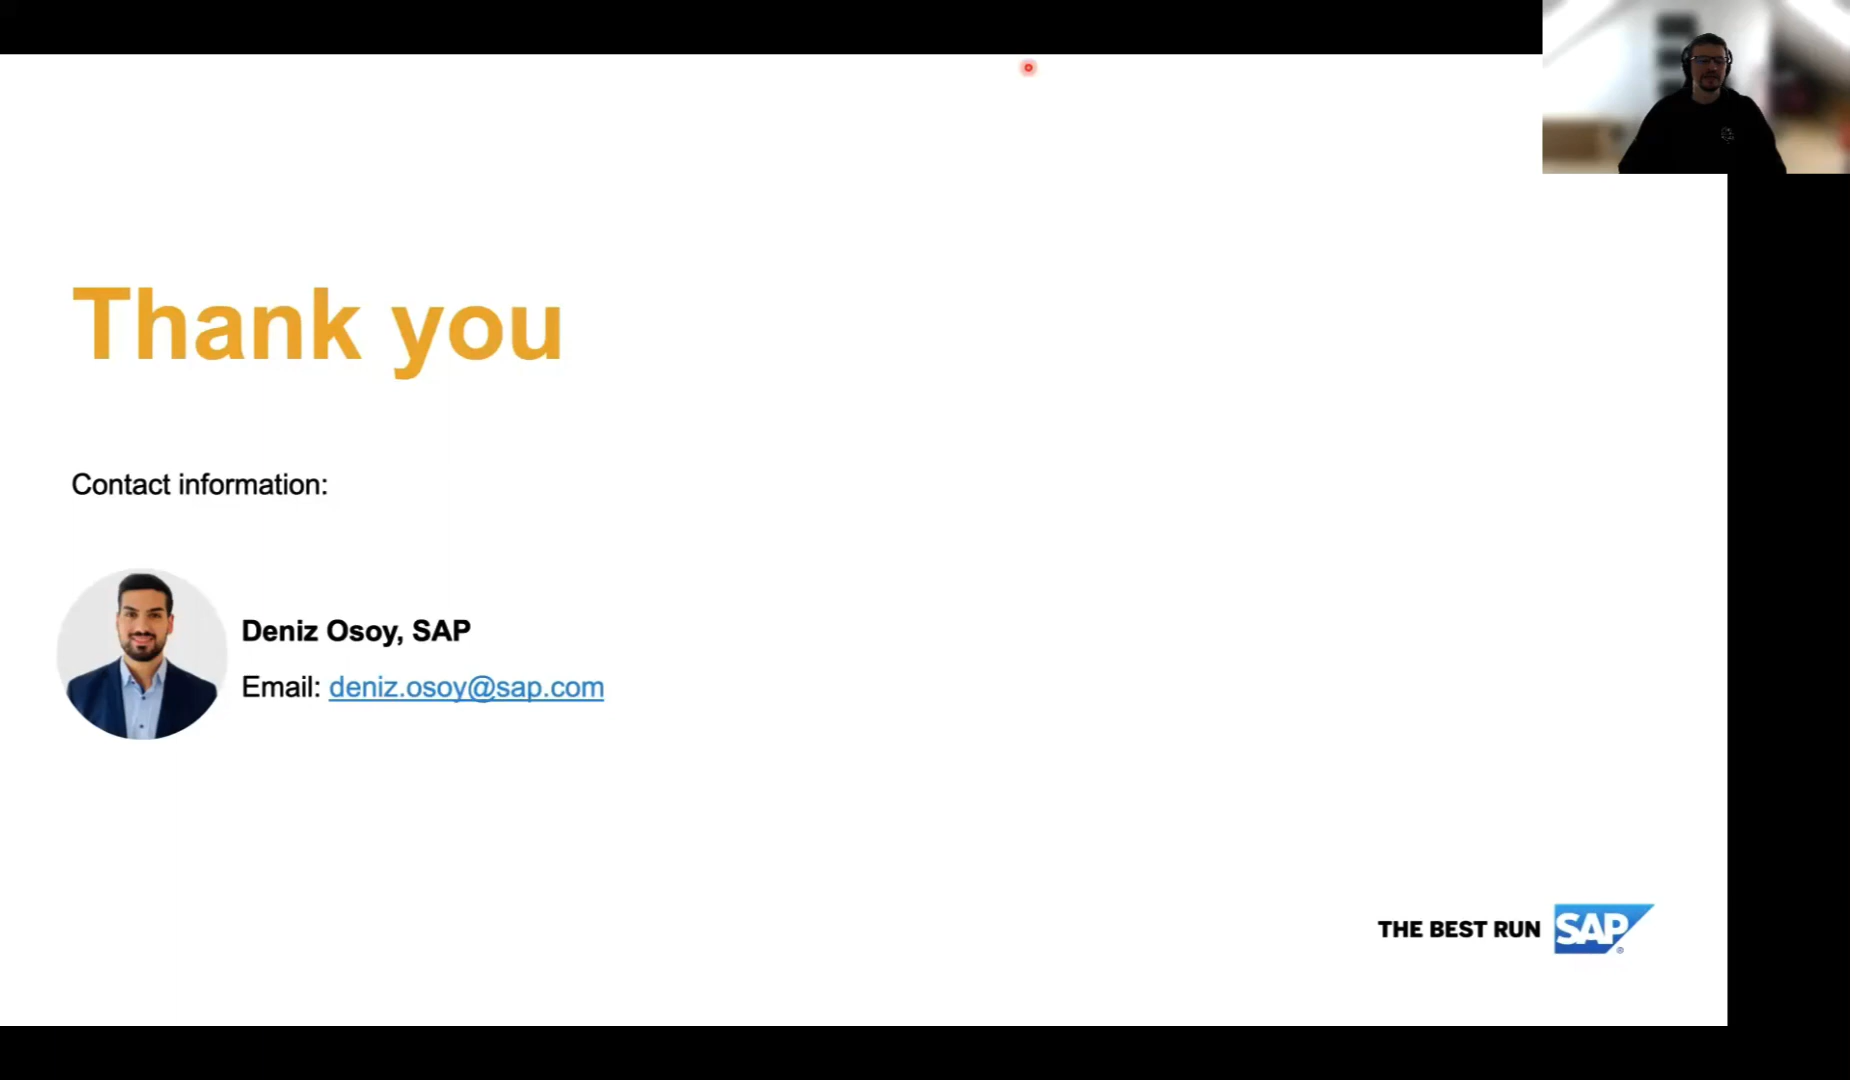 Thank you
Contact information:
Deniz Osoy, SAP
Email: deniz.osoy@sap.com
THE BEST RUN SAP®